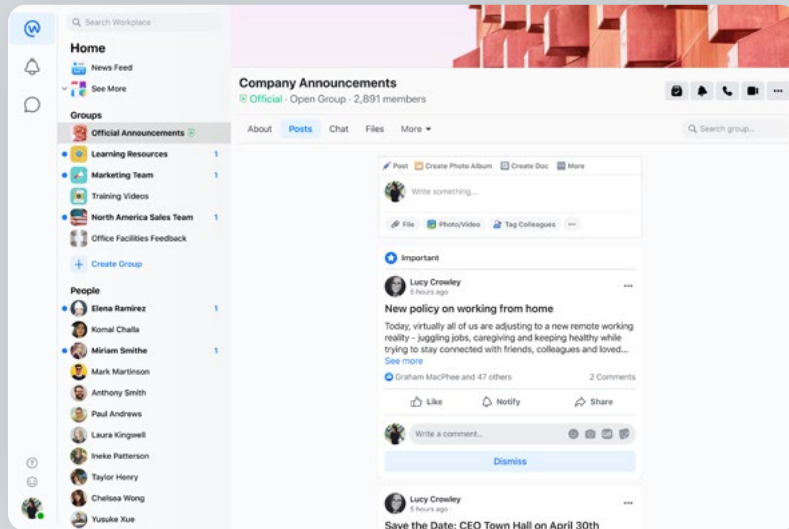 Search Workplace
Home
News Feed
See More
Groups
Official Announcements
Learning Resources 1
Marketing Team 1
Training Videos
North America Sales Team 1
Office Facilities Feedback
Create Group
People
Elena Ramirez 1
Komal Challa
Miriam Smithe 1
Mark Martinson
Anthony Smith
Paul Andrews
Laura Kingwell
Ineke Patterson
Taylor Henry
Chelsea Wong
Yusuke Xue
Company Announcements
Official · Open Group · 2,891 members
About Posts Chat Files More
Search group...
Post Create Photo Album Create Doc More
Write something...
File Photo/Video Tag Colleagues
Important
Lucy Crowley
5 hours ago
New policy on working from home
Today, virtually all of us are adjusting to a new remote working
reality - juggling jobs, caregiving and keeping healthy while
trying to stay connected with friends, colleagues and loved...
See more
Graham MacPhee and 47 others 2 Comments
Like Notify Share
Write a comment...
Dismiss
Lucy Crowley
5 hours ago ·
Save the Date: CEO Town Hall on April 30th